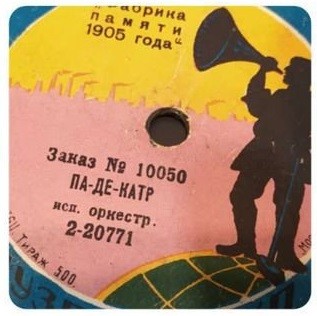 „Фабрика
памяти
1905 года“
Заказ № 10050
ПА-ДЕ-КАТР
исп. оркестр.
2-20771
Тираж 500